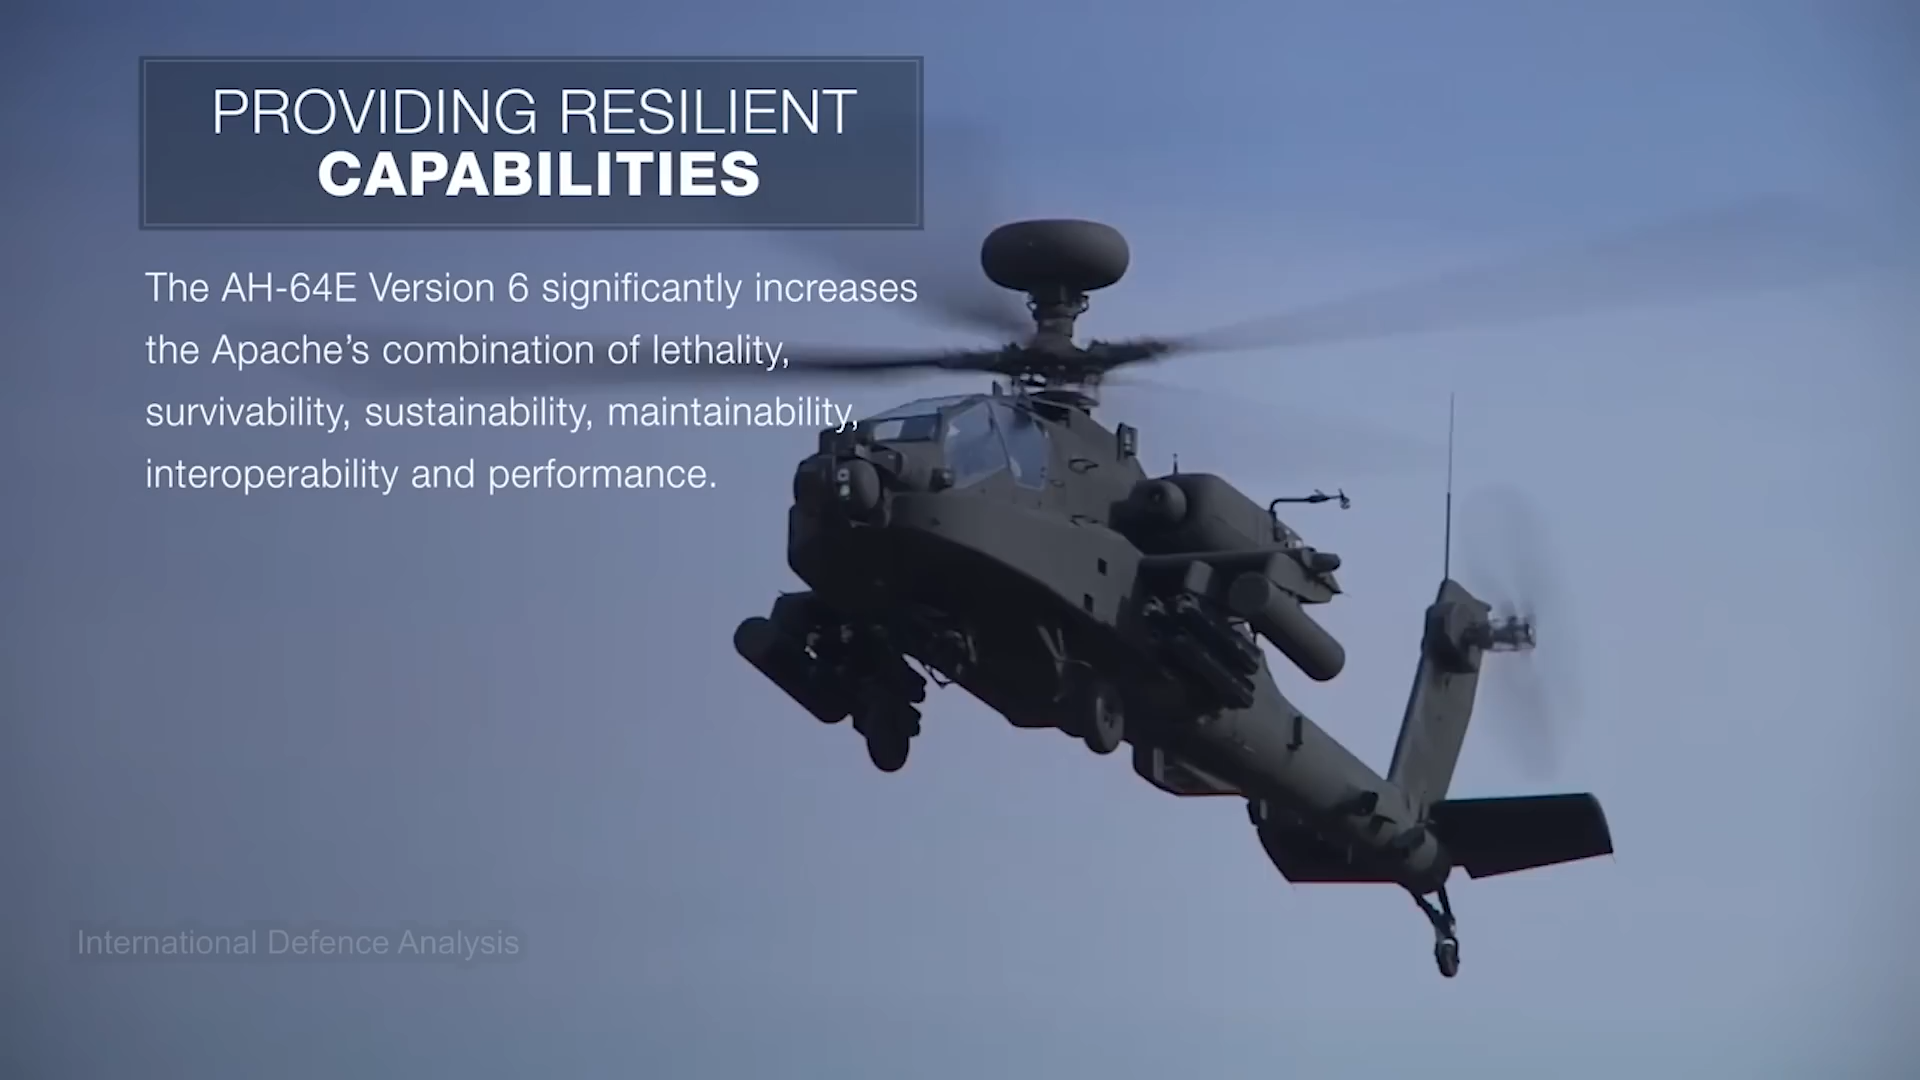 PROVIDING RESILIENT
CAPABILITIES
The AH-64E Version 6 significantly increases
the Apache’s combination of lethality,
survivability, sustainability, maintainability,
interoperability and performance.
International Defence Analysis